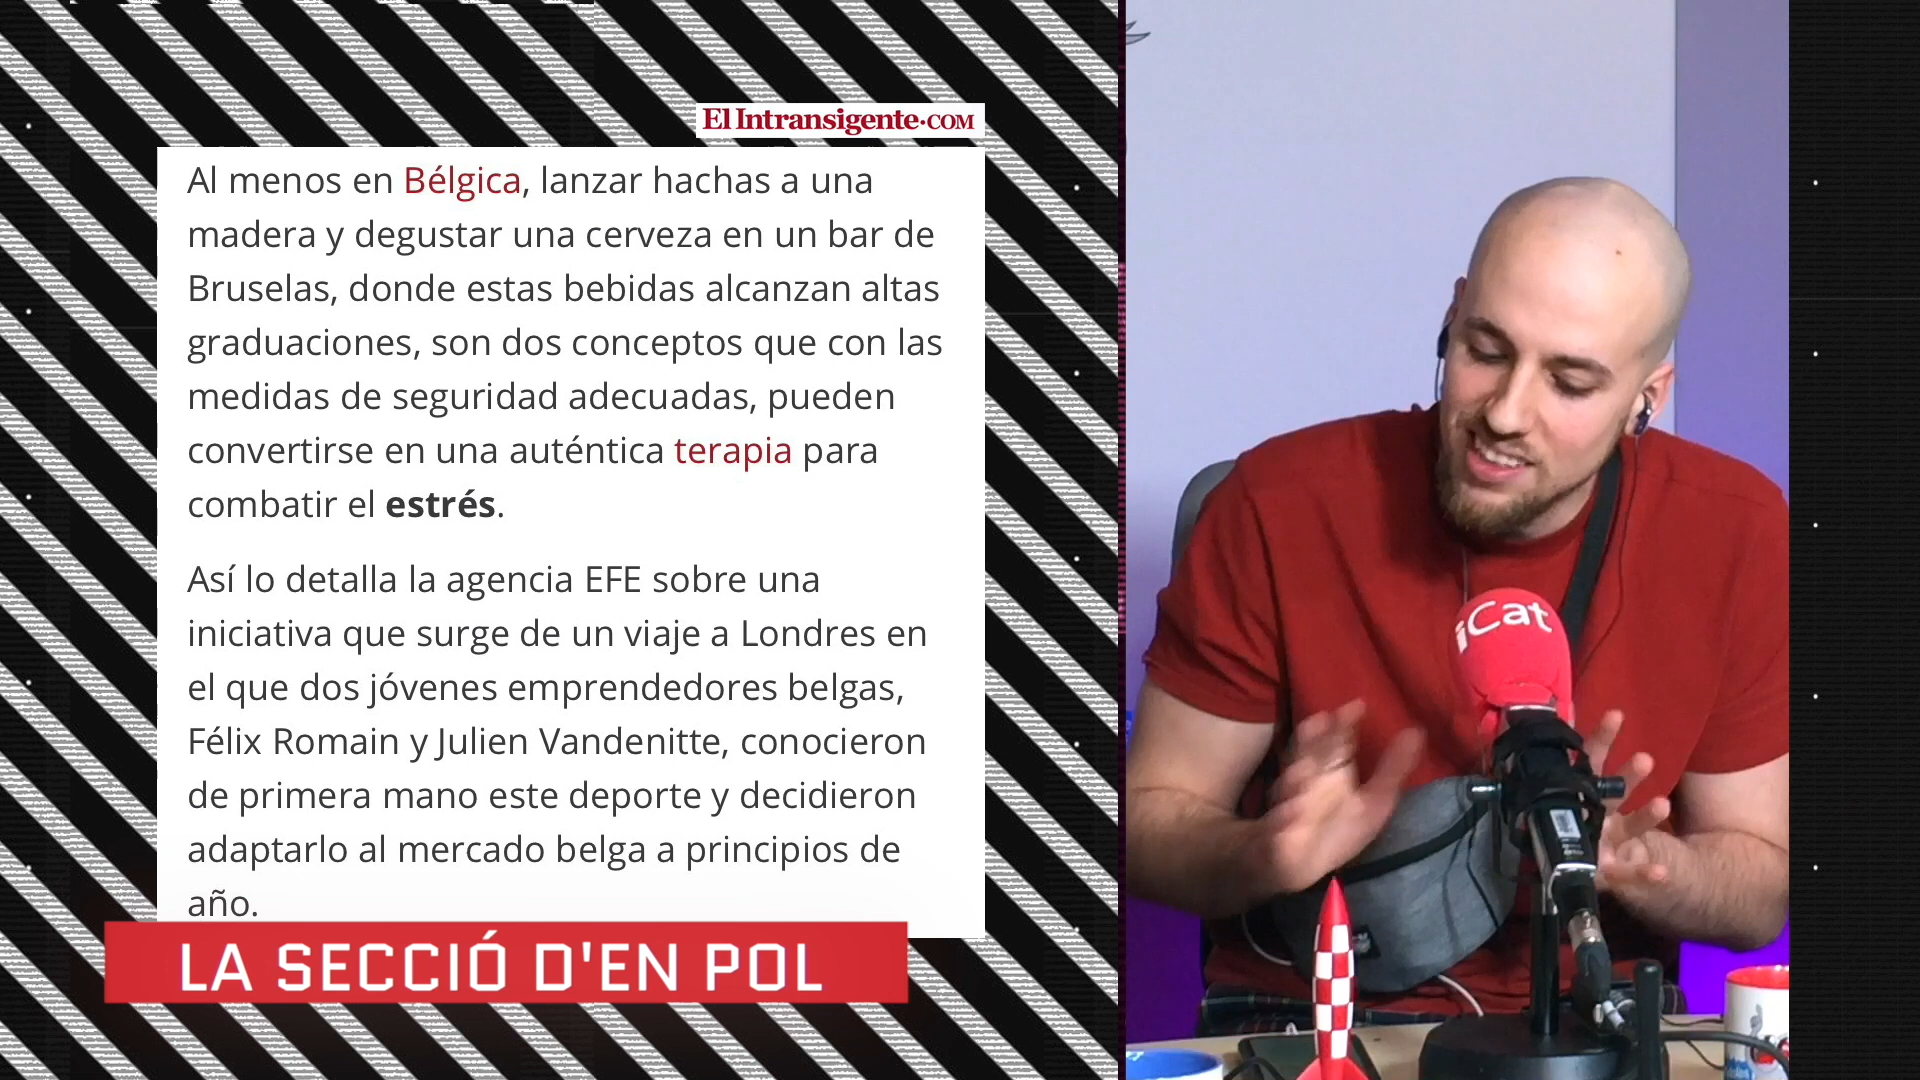 El Intransigente.COM
Al menos en Bélgica, lanzar hachas a una
madera y degustar una cerveza en un bar de
Bruselas, donde estas bebidas alcanzan altas
graduaciones, son dos conceptos que con las
medidas de seguridad adecuadas, pueden
convertirse en una auténtica terapia para
combatir el estrés.
Así lo detalla la agencia EFE sobre una
iniciativa que surge de un viaje a Londres en
el que dos jóvenes emprendedores belgas,
Félix Romain y Julien Vandenitte, conocieron
de primera mano este deporte y decidieron
adaptarlo al mercado belga a principios de
año.
LA SECCIÓ D'EN POL
iCat